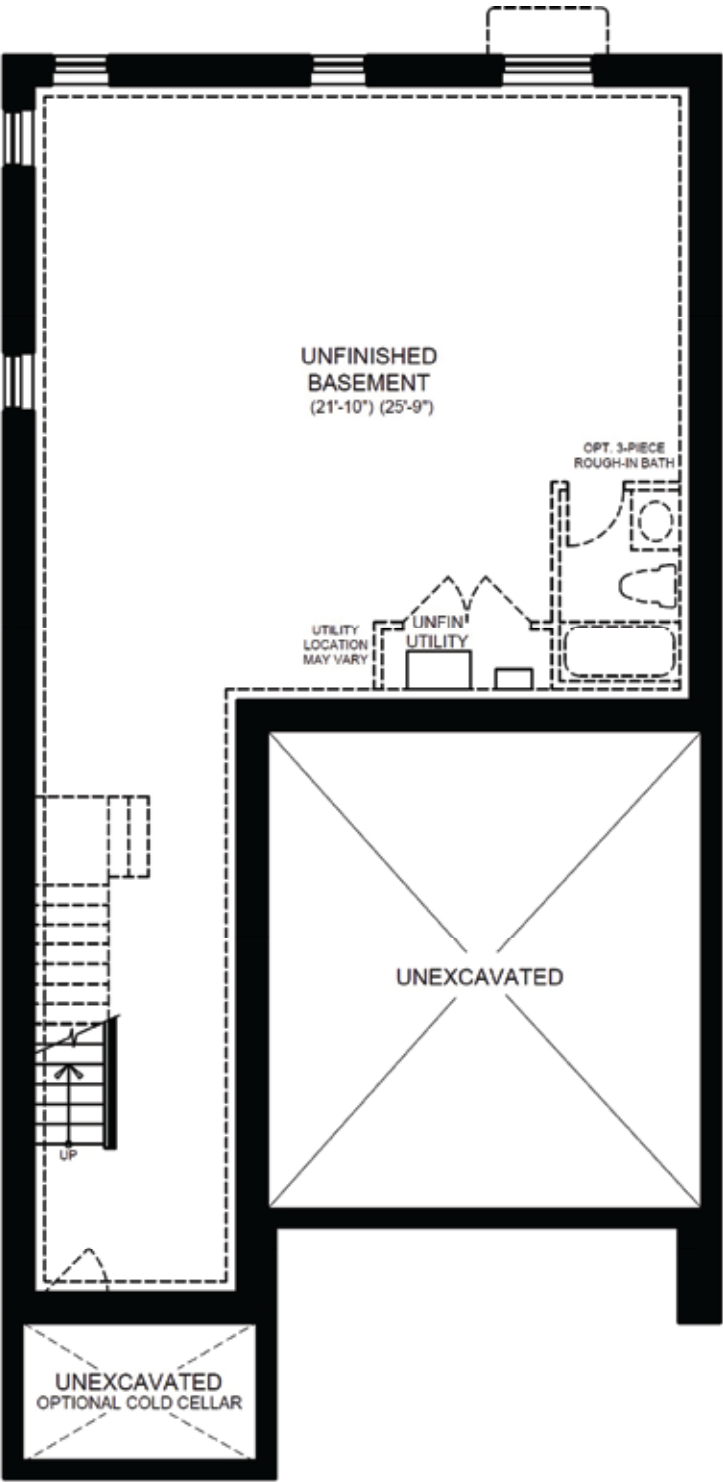 UNFINISHED
BASEMENT
(21'-10") (25'-9")
OPT. 3-PIECE
ROUGH-IN BATH
UTILITY
LOCATION
MAY VARY
UNFIN
UTILITY
UNEXCAVATED
UP
UNEXCAVATED
OPTIONAL COLD CELLAR